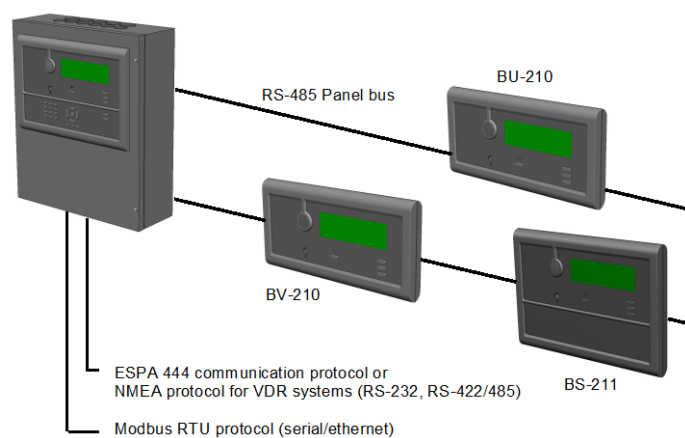 BU-210
RS-485 Panel bus
BV-210
ESPA 444 communication protocol or
NMEA protocol for VDR systems (RS-232, RS-422/485)
BS-211
Modbus RTU protocol (serial/ethernet)